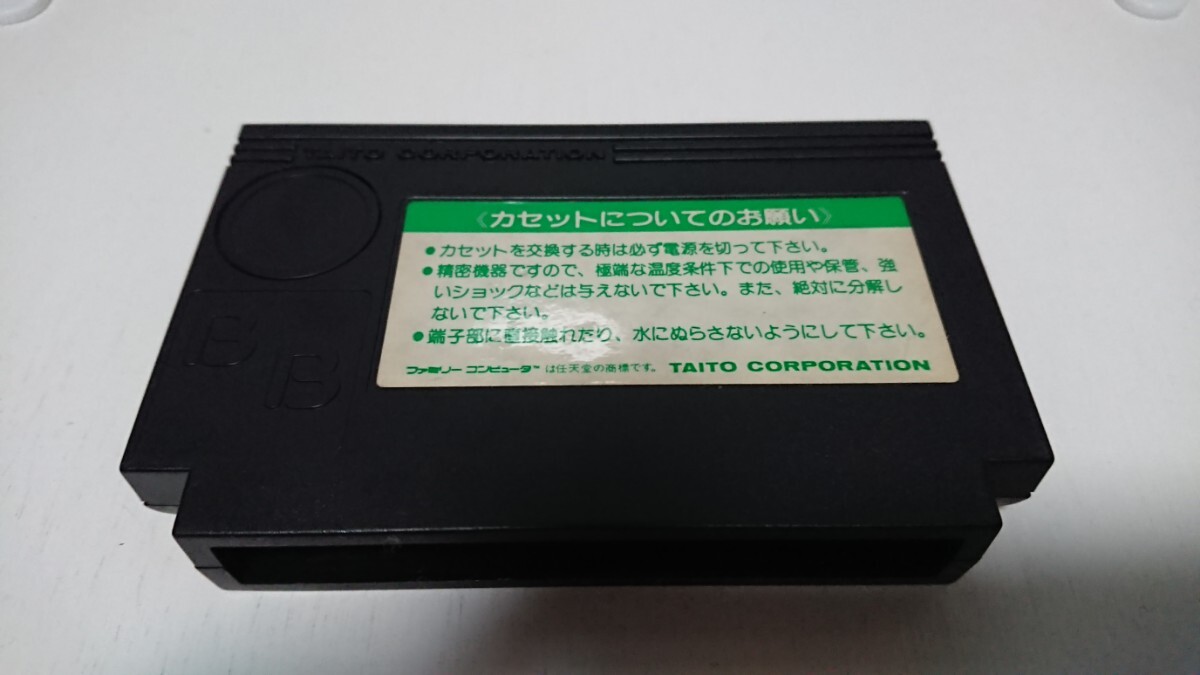 TAITO CORPORATION
《カセットについてのお願い》
●カセットを交換する時は必ず電源を切って下さい。
●精密機器ですので、極端な温度条件下での使用や保管、強
いショックなどは与えないで下さい。また、絶対に分解し
ないで下さい。
●端子部に直接触れたり、水にぬらさないようにして下さい。
ファミリーコンピュータ™は任天堂の商標です。 TAITO CORPORATION